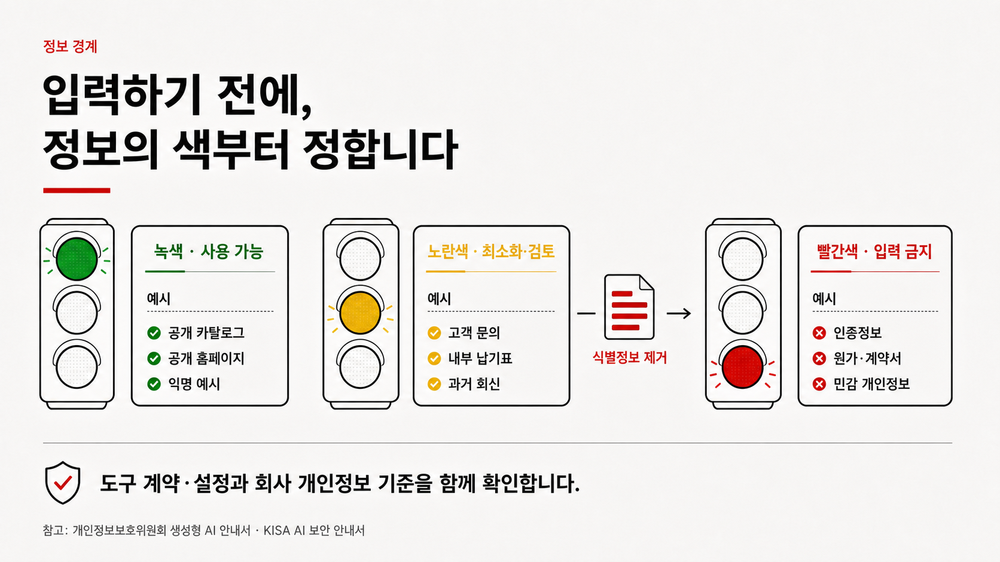 정보 경계
입력하기 전에,
정보의 색부터 정합니다
녹색 · 사용 가능
예시
공개 카탈로그
공개 홈페이지
익명 예시
노란색 · 최소화·검토
예시
고객 문의
내부 납기표
과거 회신
식별정보 제거
빨간색 · 입력 금지
예시
인증정보
원가·계약서
민감 개인정보
도구 계약·설정과 회사 개인정보 기준을 함께 확인합니다.
참고: 개인정보보호위원회 생성형 AI 안내서 · KISA AI 보안 안내서